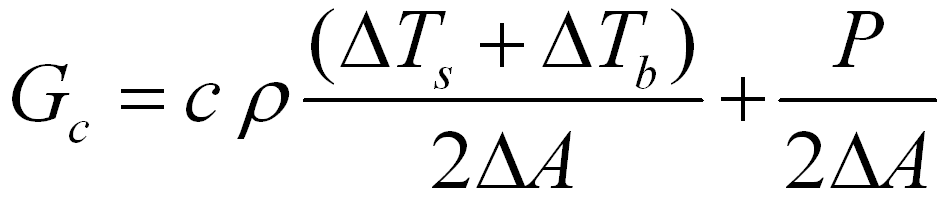 G_c = c ρ (ΔT_s + ΔT_b) / 2ΔA + P / 2ΔA